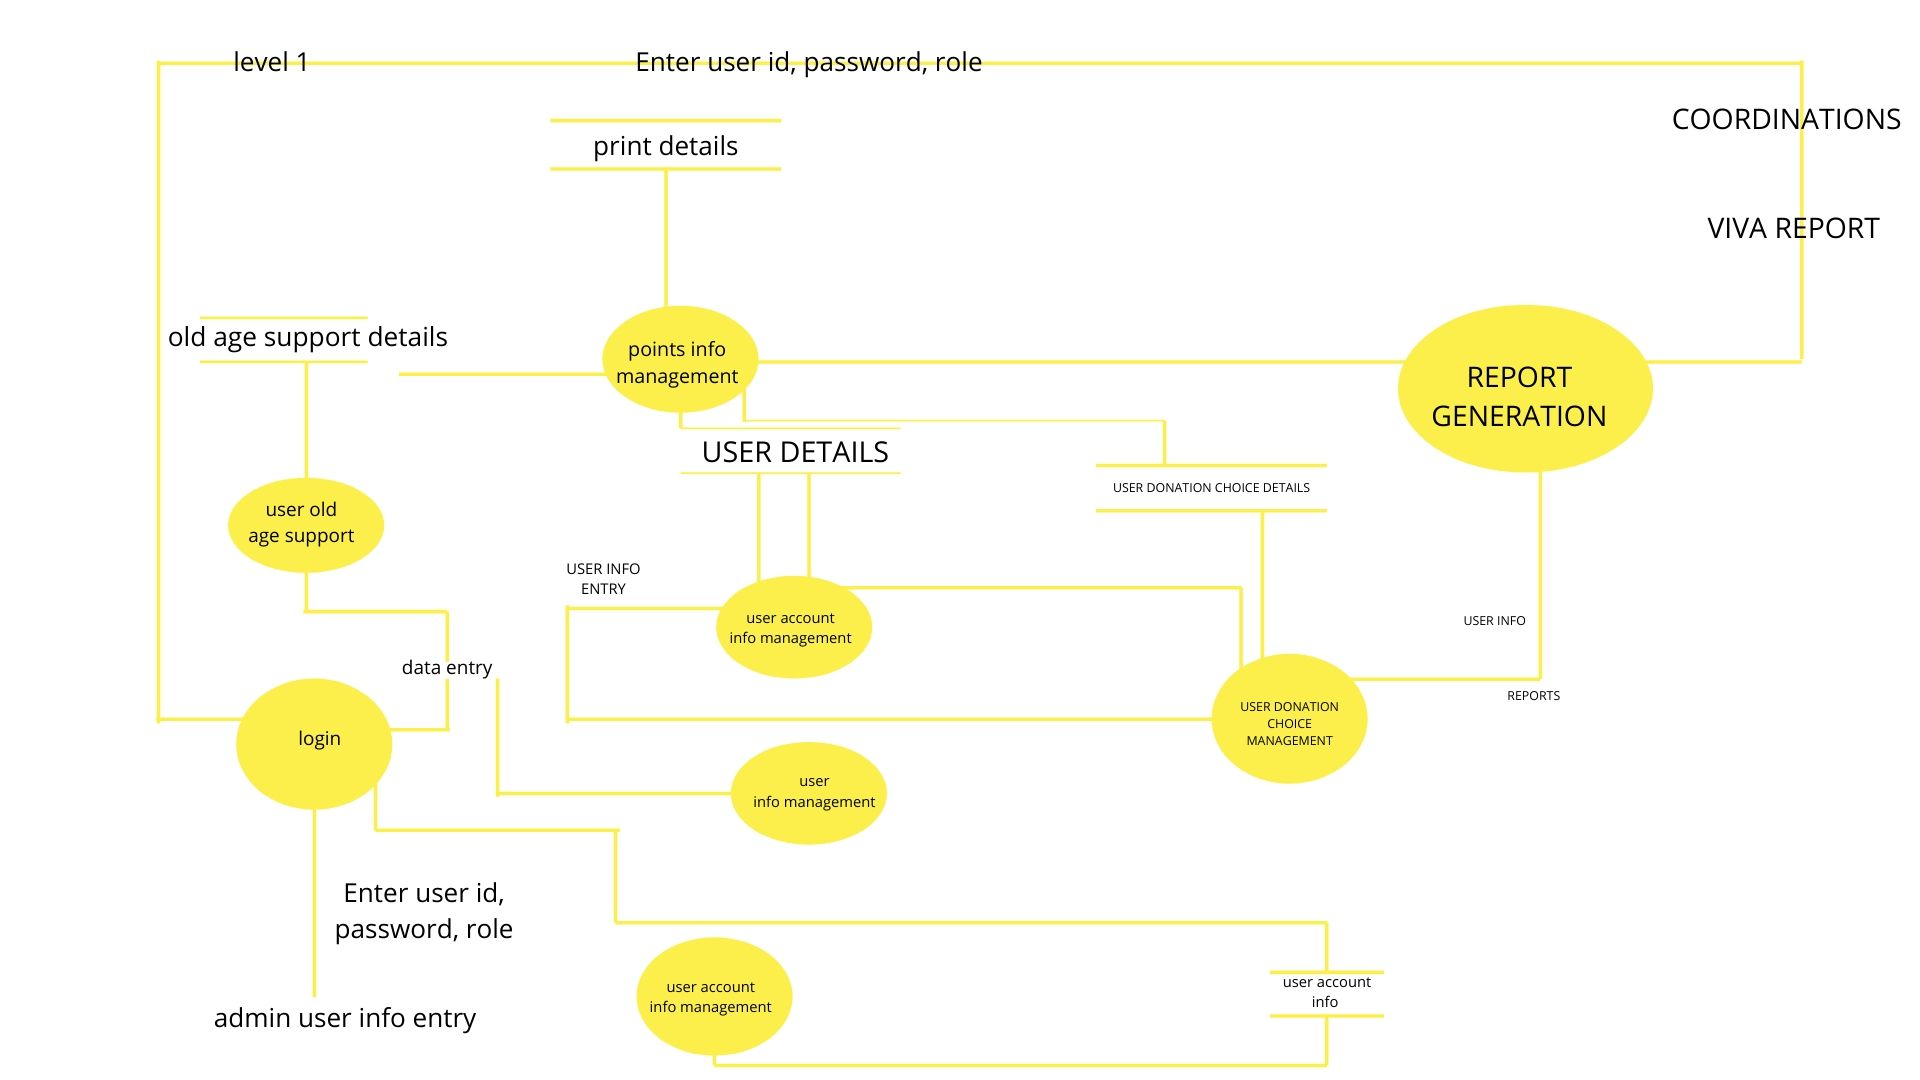 level 1
Enter user id, password, role
COORDINATIONS
print details
VIVA REPORT
old age support details
points info
management
REPORT
GENERATION
USER DETAILS
USER DONATION CHOICE DETAILS
user old
age support
USER INFO
ENTRY
user account
info management
USER INFO
data entry
REPORTS
USER DONATION
CHOICE
MANAGEMENT
login
user
info management
Enter user id,
password, role
user account
info management
user account
info
admin user info entry